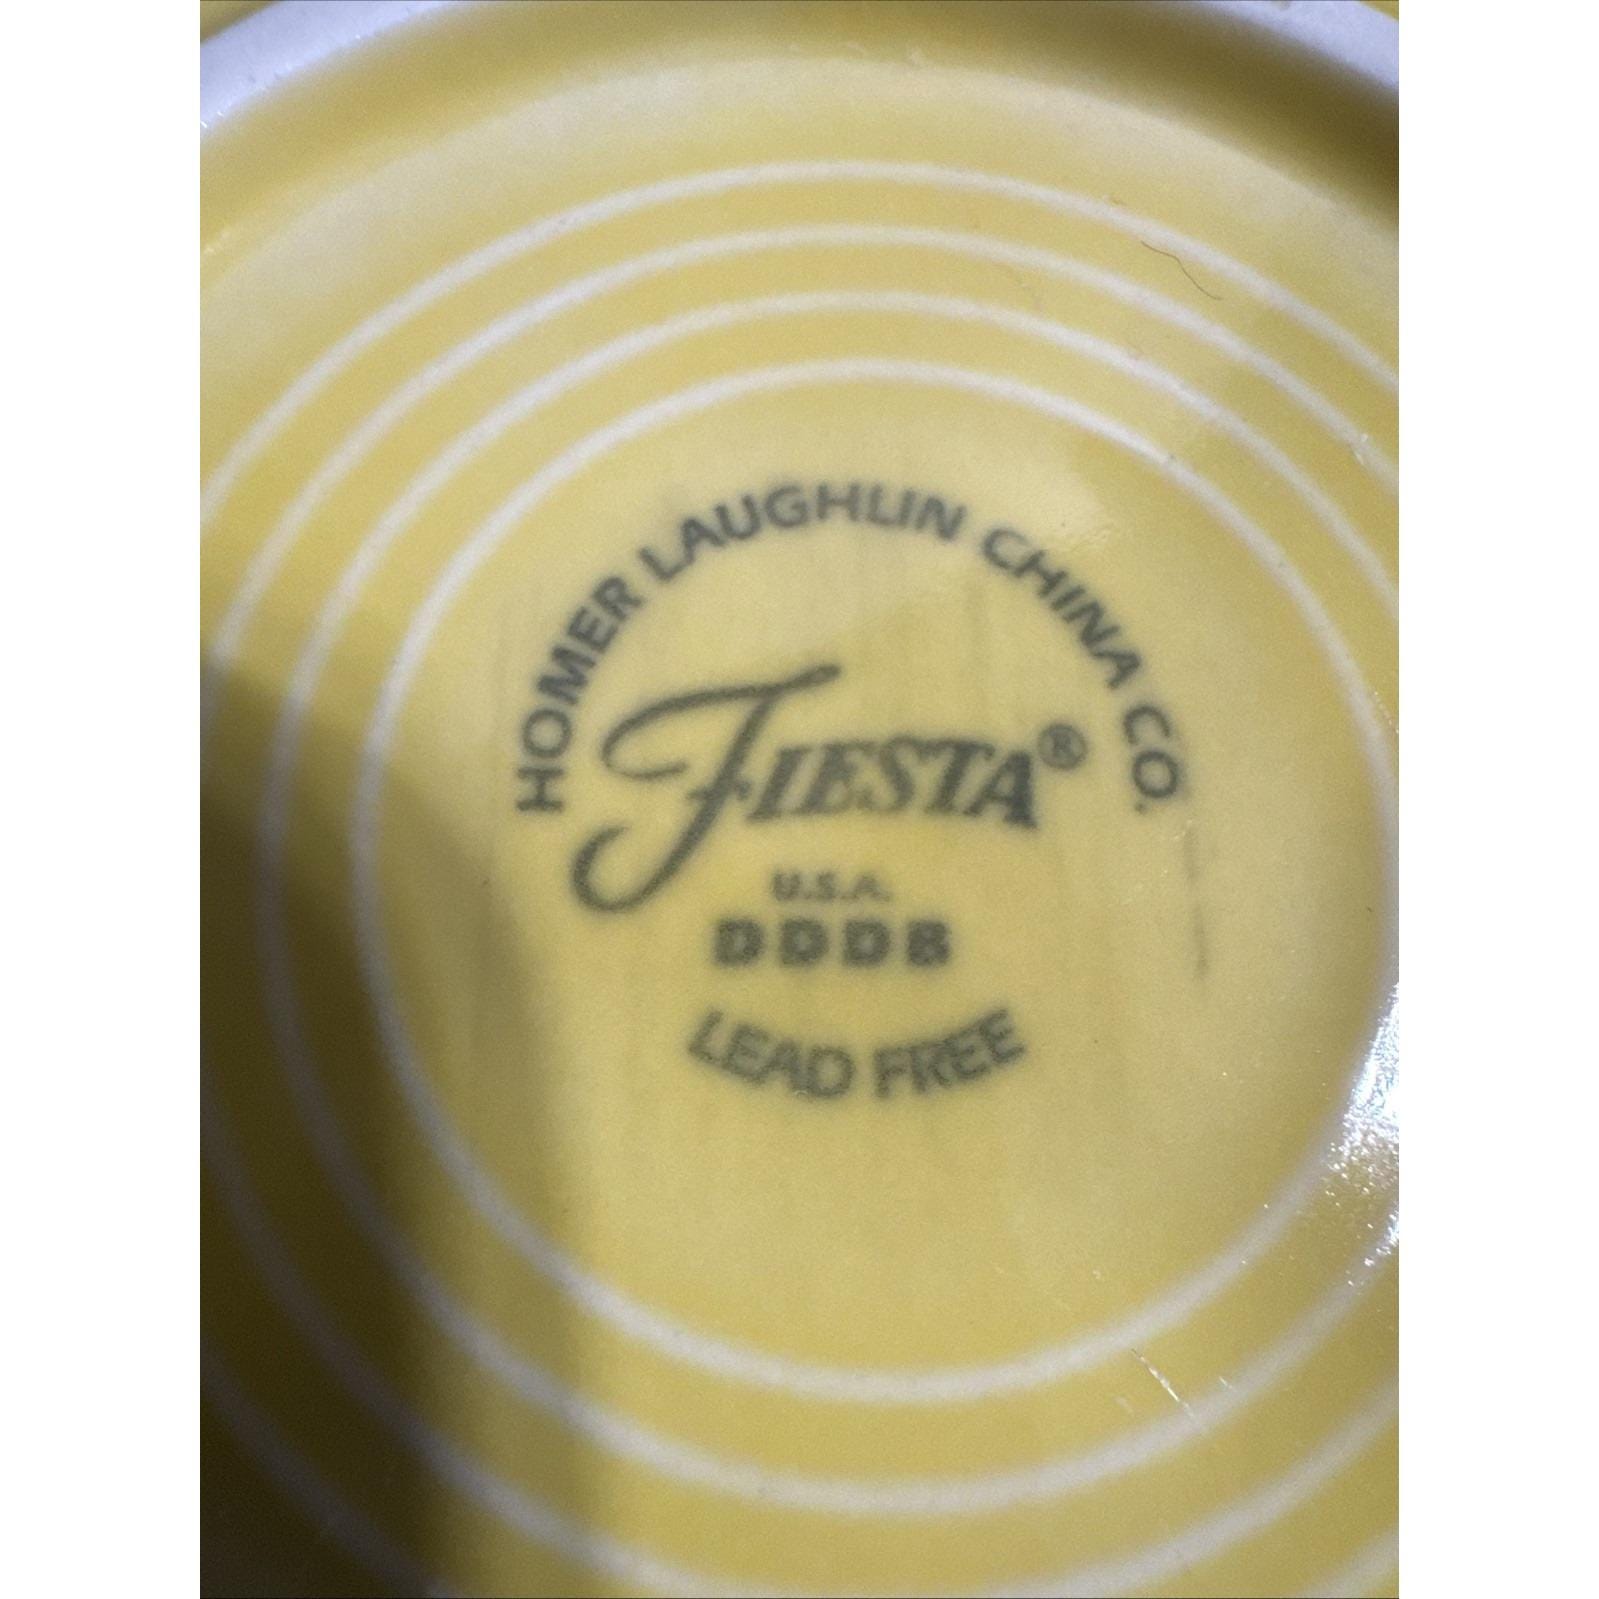 HOMER LAUGHLIN CHINA CO.
FIESTA®
U.S.A.
DDDB
LEAD FREE